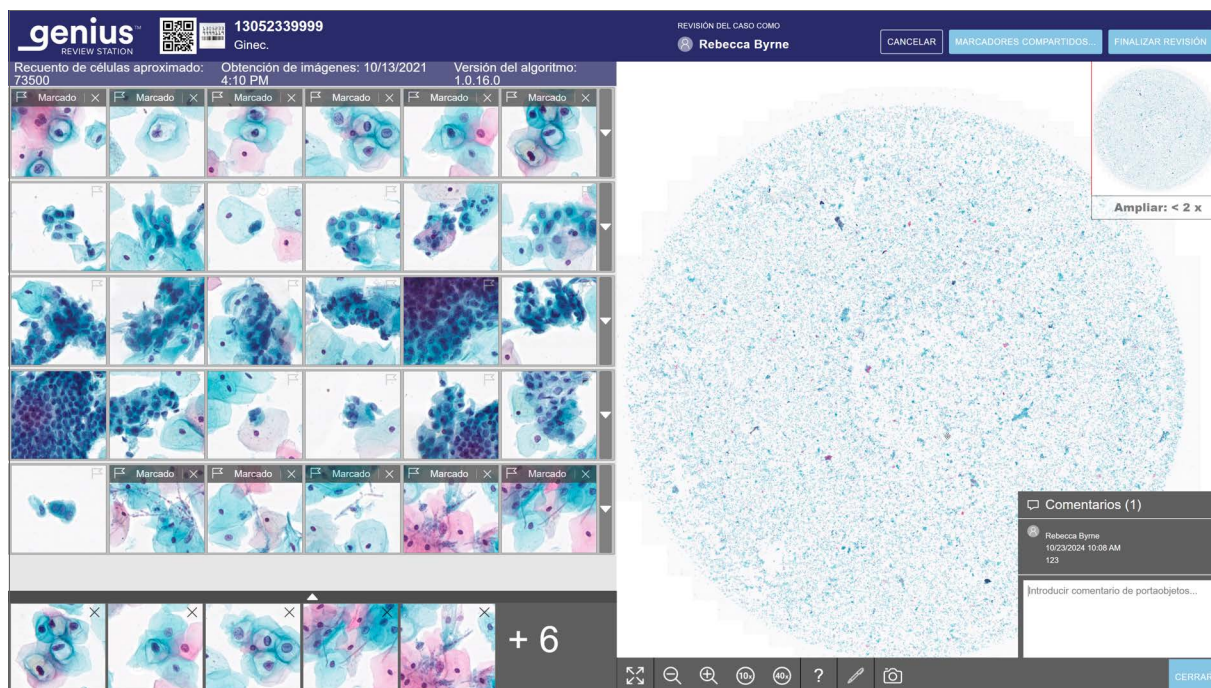 genius™
REVIEW STATION
13052339999
Ginec.
REVISIÓN DEL CASO COMO
Rebecca Byrne
CANCELAR
MARCADORES COMPARTIDOS...
FINALIZAR REVISIÓN
Recuento de células aproximado: 73500
Obtención de imágenes: 10/13/2021 4:10 PM
Versión del algoritmo: 1.0.16.0
Marcado
Marcado
Marcado
Marcado
Marcado
Marcado
Marcado
Marcado
Marcado
Marcado
Marcado
+ 6
Ampliar: < 2 x
Comentarios (1)
Rebecca Byrne
10/23/2024 10:08 AM
123
Introducir comentario de portaobjetos...
10x
40x
?
CERRAR